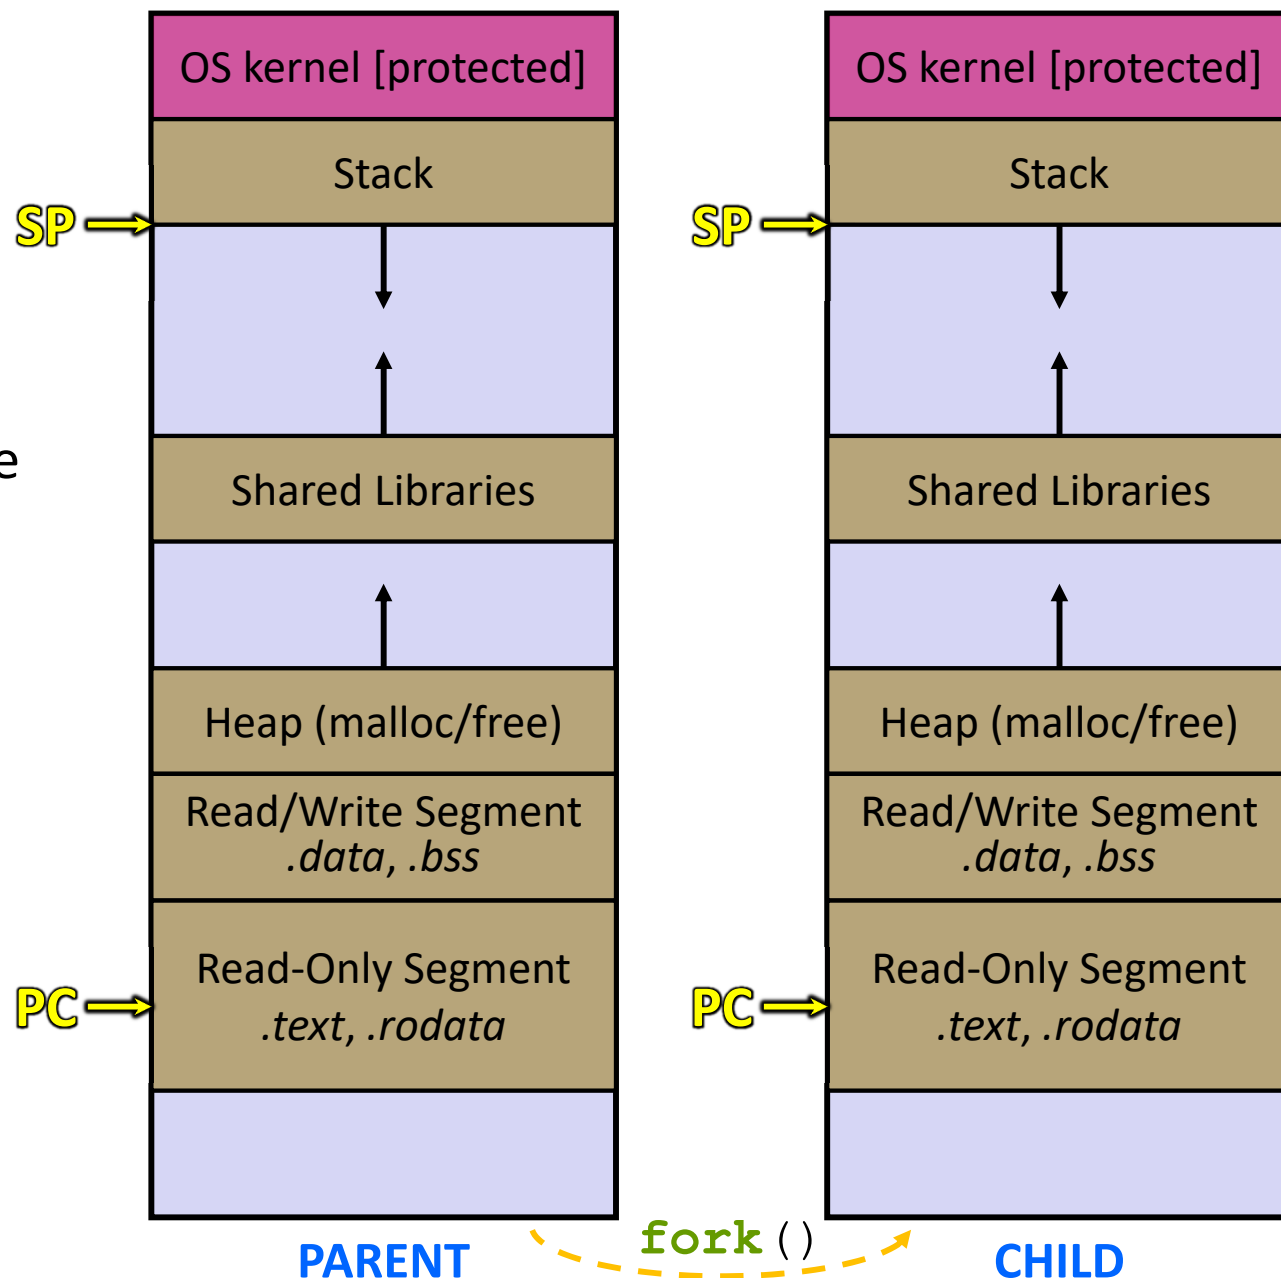 OS kernel [protected]
Stack
SP
e
Shared Libraries
Heap (malloc/free)
Read/Write Segment
.data, .bss
Read-Only Segment
PC
.text, .rodata
PARENT
OS kernel [protected]
Stack
SP
Shared Libraries
Heap (malloc/free)
Read/Write Segment
.data, .bss
Read-Only Segment
PC
.text, .rodata
fork()
CHILD